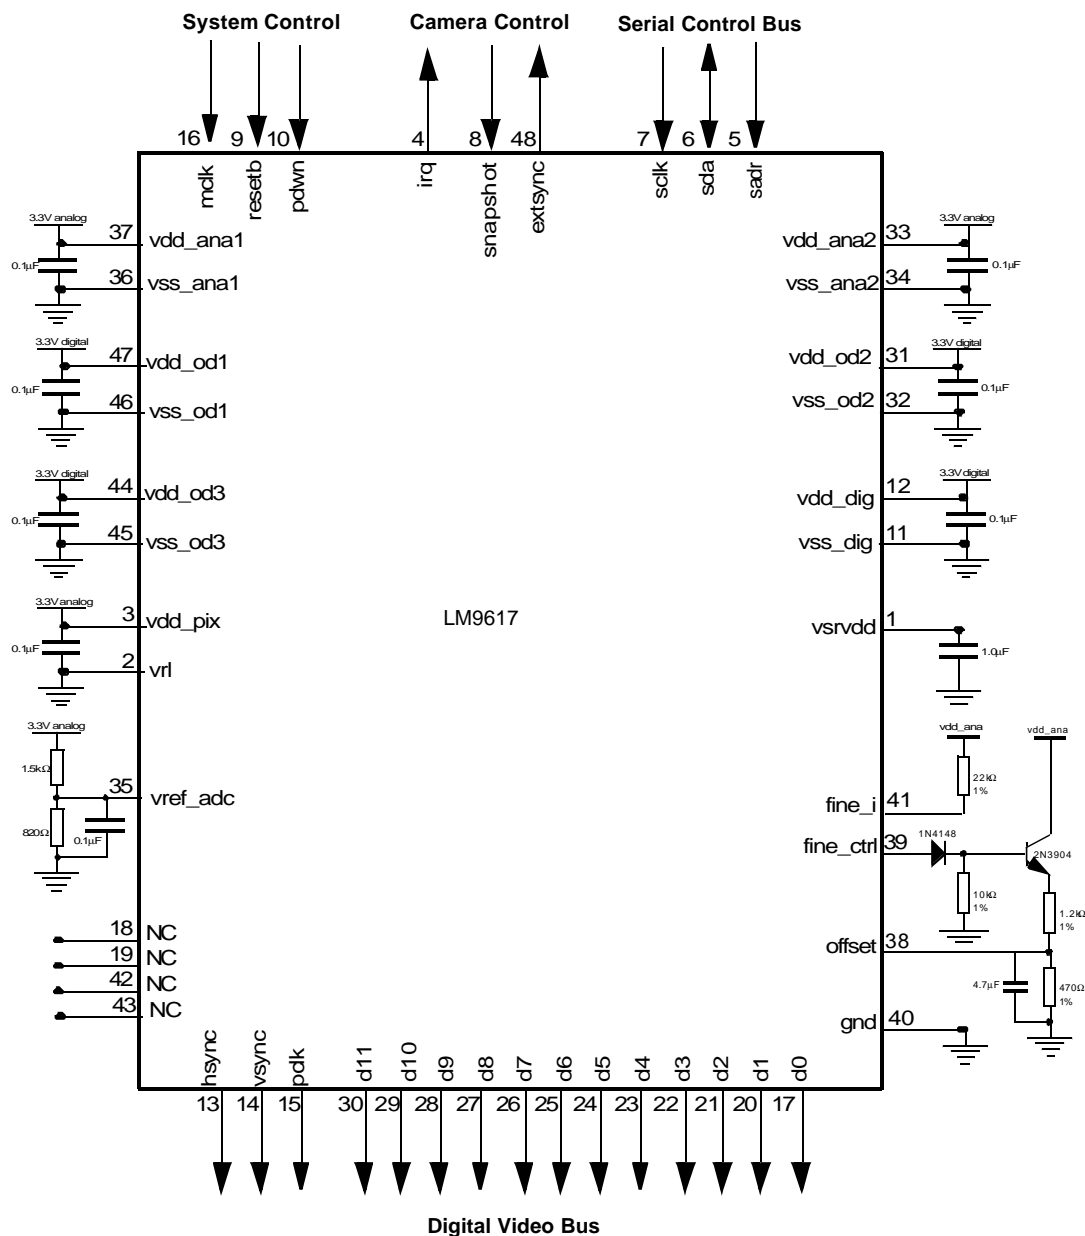 System Control
Camera Control
Serial Control Bus
16
9
10
4
8
48
7
6
5
mclk
resetb
pdwn
irq
snapshot
extsync
sclk
sda
sadr
3.3V analog
37
vdd_ana1
0.1µF
36
vss_ana1
3.3V digital
47
vdd_od1
0.1µF
46
vss_od1
3.3V digital
44
vdd_od3
0.1µF
45
vss_od3
3.3V analog
3
vdd_pix
0.1µF
2
vrl
3.3V analog
1.5kΩ
35
vref_adc
820Ω
0.1µF
18
NC
19
NC
42
NC
43
NC
LM9617
3.3V analog
vdd_ana2
33
0.1µF
vss_ana2
34
3.3V digital
vdd_od2
31
0.1µF
vss_od2
32
3.3V digital
vdd_dig
12
0.1µF
vss_dig
11
vsrvdd
1
1.0µF
vdd_ana
vdd_ana
22kΩ
1%
fine_i
41
fine_ctrl
39
1N4148
2N3904
10kΩ
1%
1.2kΩ
1%
offset
38
4.7µF
470Ω
1%
gnd
40
hsync
vsync
pclk
d11
d10
d9
d8
d7
d6
d5
d4
d3
d2
d1
d0
13
14
15
30
29
28
27
26
25
24
23
22
21
20
17
Digital Video Bus